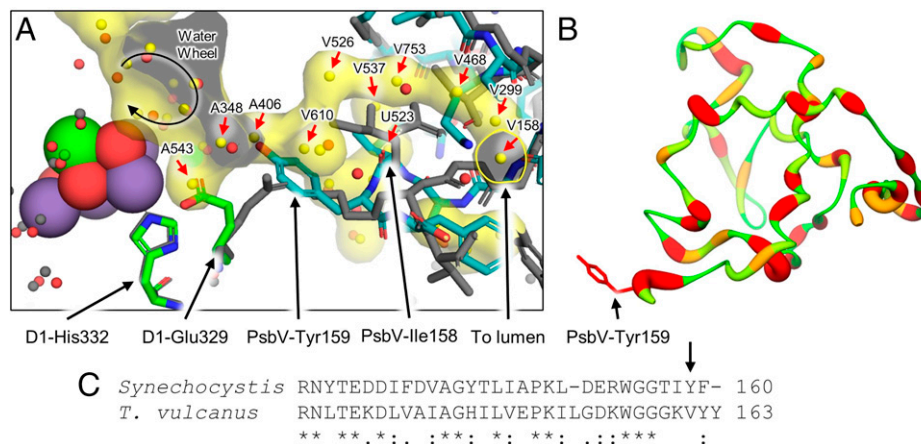 A
B
Water
Wheel
V526
V753
V468
V537
V299
A348
A406
V610
U523
V158
A543
D1-His332
D1-Glu329
PsbV-Tyr159
PsbV-Ile158
To lumen
PsbV-Tyr159
C
Synechocystis RNYTEDDIFDVAGYTLIAPKL-DERWGGTIYF- 160
T. vulcanus RNLTEKDLVAIAGHILVEPKILGDKWGGGKVYY 163
** **.*:. :**: *: **: .::*** :